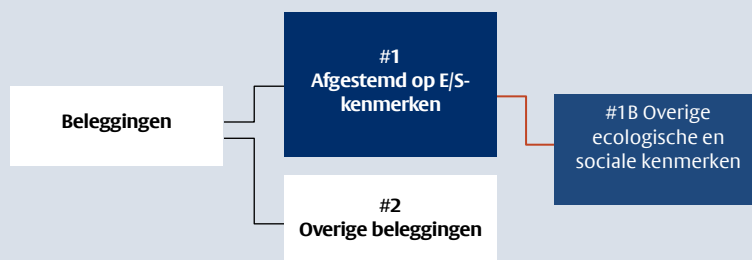 Beleggingen
#1
Afgestemd op E/S-
kenmerken
#2
Overige beleggingen
#1B Overige
ecologische en
sociale kenmerken